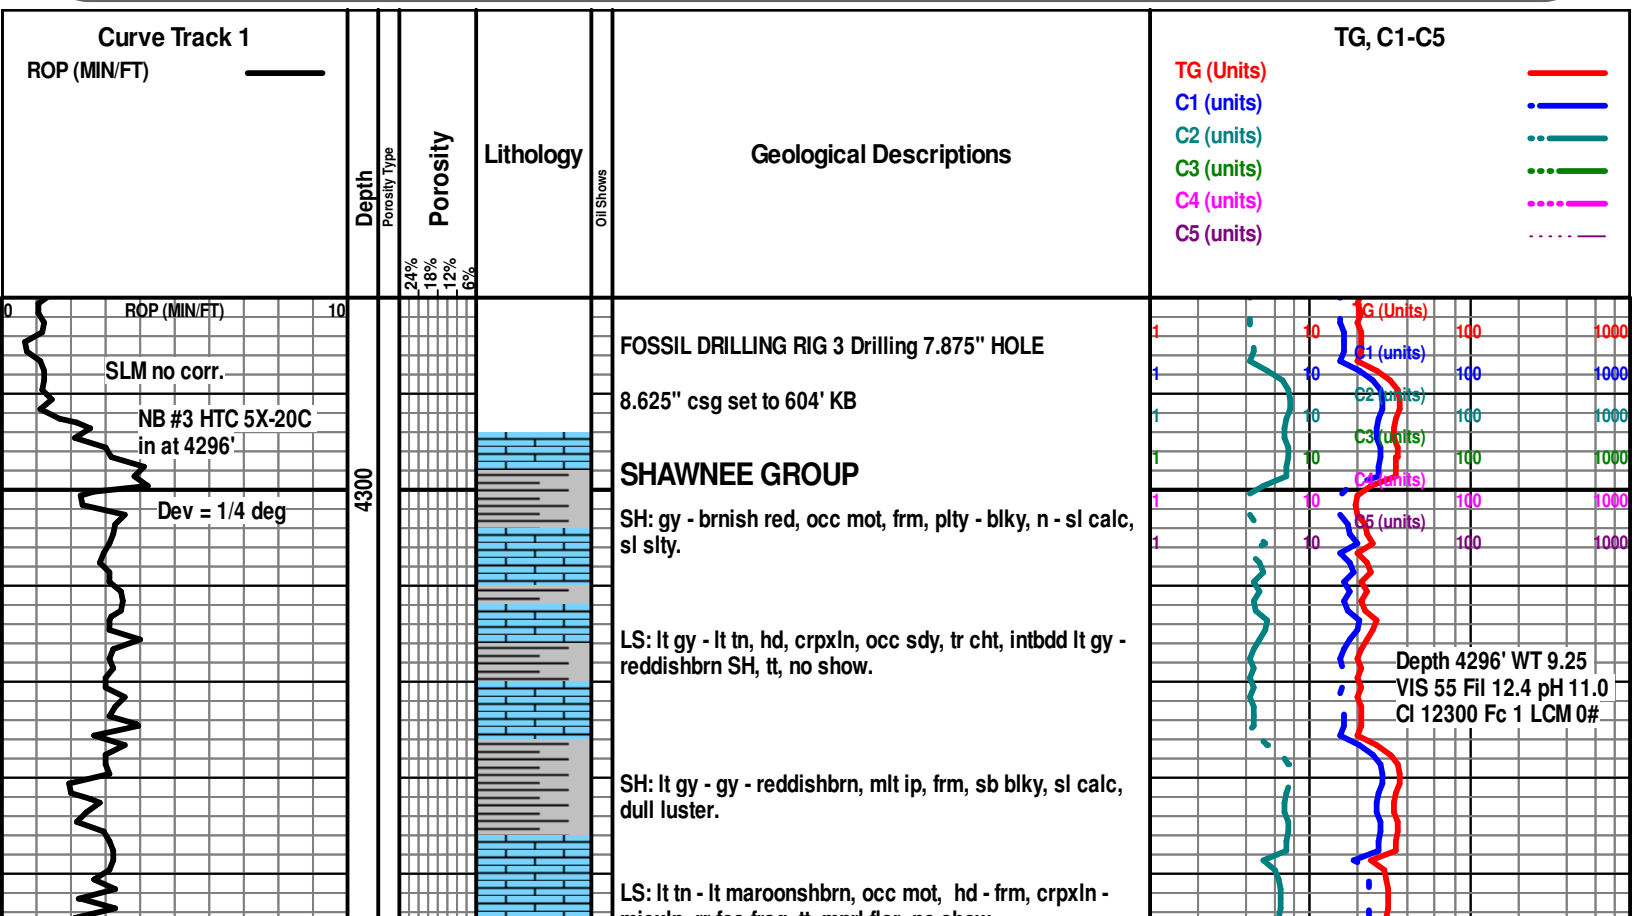 Curve Track 1
ROP (MIN/FT)
Depth
Porosity Type
Porosity
24%
18%
12%
6%
Lithology
Oil Shows
Geological Descriptions
TG, C1-C5
TG (Units)
C1 (units)
C2 (units)
C3 (units)
C4 (units)
C5 (units)
0 ROP (MIN/FT) 10
SLM no corr.
NB #3 HTC 5X-20C
in at 4296'
Dev = 1/4 deg
4300
FOSSIL DRILLING RIG 3 Drilling 7.875" HOLE
8.625" csg set to 604' KB
SHAWNEE GROUP
SH: gy - brnish red, occ mot, frm, plty - blky, n - sl calc,
sl slty.
LS: lt gy - lt tn, hd, crpxln, occ sdy, tr cht, intbdd lt gy -
reddishbrn SH, tt, no show.
SH: lt gy - gy - reddishbrn, mlt ip, frm, sb blky, sl calc,
dull luster.
LS: lt tn - lt maroonshbrn, occ mot, hd - frm, crpxln -
TG (Units)
1 10 100 1000
C1 (units)
1 10 100 1000
C2 (units)
1 10 100 1000
C3 (units)
1 10 100 1000
C4 (units)
1 10 100 1000
C5 (units)
1 10 100 1000
Depth 4296' WT 9.25
VIS 55 Fil 12.4 pH 11.0
Cl 12300 Fc 1 LCM 0#